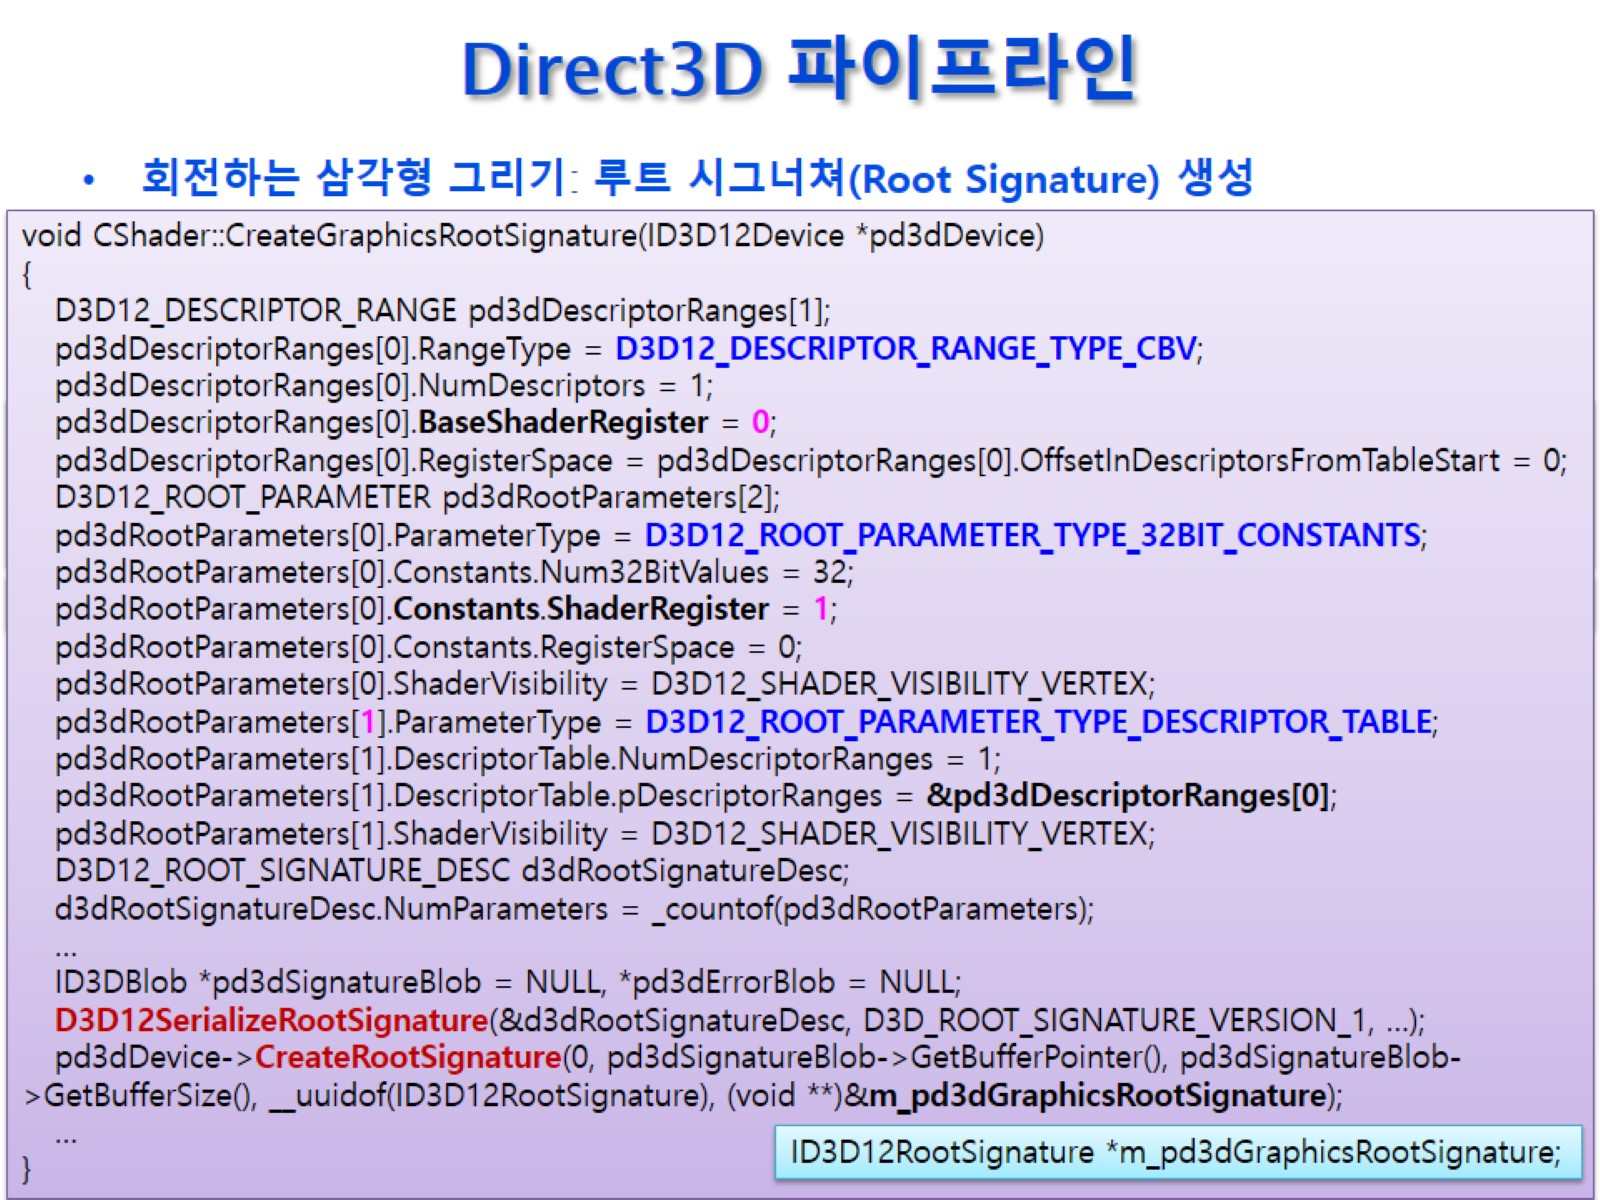 Direct3D 파이프라인
• 회전하는 삼각형 그리기: 루트 시그너쳐(Root Signature) 생성
void CShader::CreateGraphicsRootSignature(ID3D12Device *pd3dDevice)
{
D3D12_DESCRIPTOR_RANGE pd3dDescriptorRanges[1];
pd3dDescriptorRanges[0].RangeType = D3D12_DESCRIPTOR_RANGE_TYPE_CBV;
pd3dDescriptorRanges[0].NumDescriptors = 1;
pd3dDescriptorRanges[0].BaseShaderRegister = 0;
pd3dDescriptorRanges[0].RegisterSpace = pd3dDescriptorRanges[0].OffsetInDescriptorsFromTableStart = 0;
D3D12_ROOT_PARAMETER pd3dRootParameters[2];
pd3dRootParameters[0].ParameterType = D3D12_ROOT_PARAMETER_TYPE_32BIT_CONSTANTS;
pd3dRootParameters[0].Constants.Num32BitValues = 32;
pd3dRootParameters[0].Constants.ShaderRegister = 1;
pd3dRootParameters[0].Constants.RegisterSpace = 0;
pd3dRootParameters[0].ShaderVisibility = D3D12_SHADER_VISIBILITY_VERTEX;
pd3dRootParameters[1].ParameterType = D3D12_ROOT_PARAMETER_TYPE_DESCRIPTOR_TABLE;
pd3dRootParameters[1].DescriptorTable.NumDescriptorRanges = 1;
pd3dRootParameters[1].DescriptorTable.pDescriptorRanges = &pd3dDescriptorRanges[0];
pd3dRootParameters[1].ShaderVisibility = D3D12_SHADER_VISIBILITY_VERTEX;
D3D12_ROOT_SIGNATURE_DESC d3dRootSignatureDesc;
d3dRootSignatureDesc.NumParameters = _countof(pd3dRootParameters);
...
ID3DBlob *pd3dSignatureBlob = NULL, *pd3dErrorBlob = NULL;
D3D12SerializeRootSignature(&d3dRootSignatureDesc, D3D_ROOT_SIGNATURE_VERSION_1, ...);
pd3dDevice->CreateRootSignature(0, pd3dSignatureBlob->GetBufferPointer(), pd3dSignatureBlob-
>GetBufferSize(), __uuidof(ID3D12RootSignature), (void **)&m_pd3dGraphicsRootSignature);
...
}
ID3D12RootSignature *m_pd3dGraphicsRootSignature;